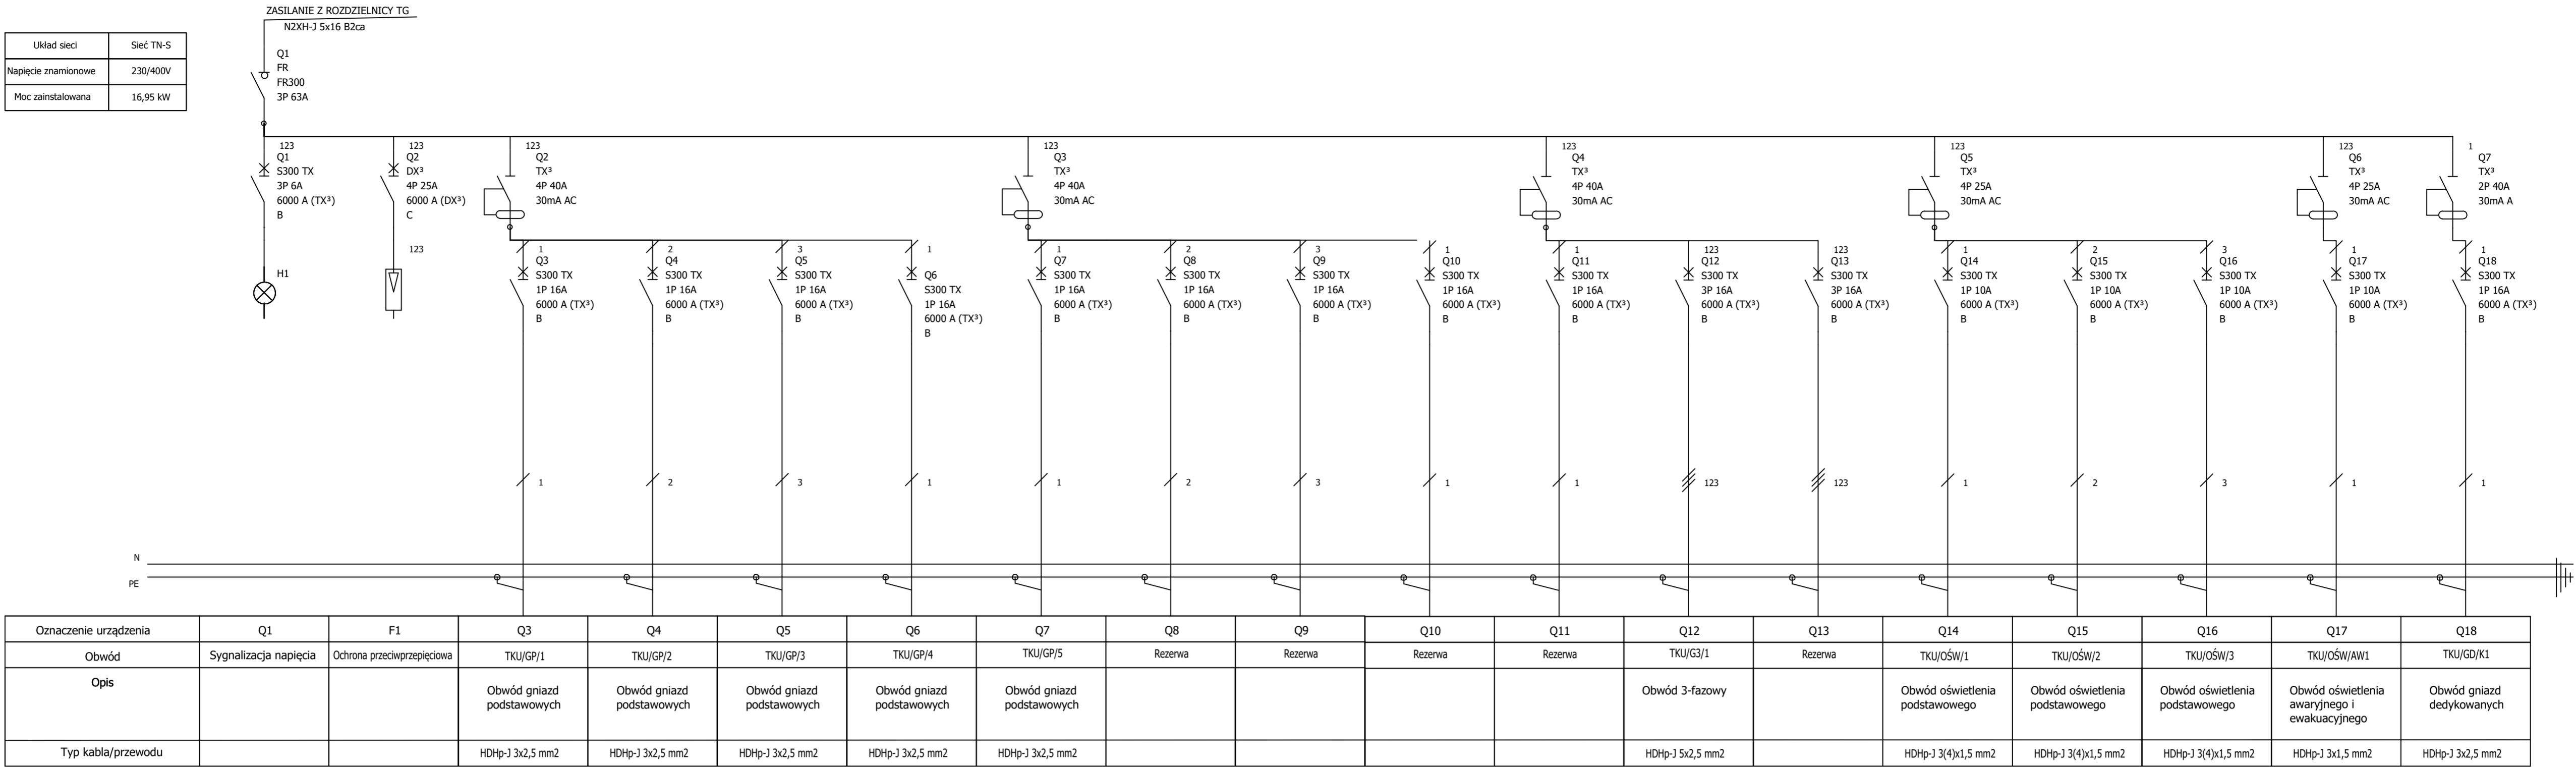 ZASILANIE Z ROZDZIELNICY TG
N2XH-J 5x16 B2ca
Układ sieci Sieć TN-S
Napięcie znamionowe 230/400V
Moc zainstalowana 16,95 kW
Q1
FR
FR300
3P 63A
123
Q1
S300 TX
3P 6A
6000 A (TX³)
B
H1
123
Q2
DX³
4P 25A
6000 A (DX³)
C
123
123
Q2
TX³
4P 40A
30mA AC
1
Q3
S300 TX
1P 16A
6000 A (TX³)
B
2
Q4
S300 TX
1P 16A
6000 A (TX³)
B
3
Q5
S300 TX
1P 16A
6000 A (TX³)
B
1
Q6
S300 TX
1P 16A
6000 A (TX³)
B
123
Q3
TX³
4P 40A
30mA AC
1
Q7
S300 TX
1P 16A
6000 A (TX³)
B
2
Q8
S300 TX
1P 16A
6000 A (TX³)
B
3
Q9
S300 TX
1P 16A
6000 A (TX³)
B
1
Q10
S300 TX
1P 16A
6000 A (TX³)
B
123
Q4
TX³
4P 40A
30mA AC
1
Q11
S300 TX
1P 16A
6000 A (TX³)
B
123
Q12
S300 TX
3P 16A
6000 A (TX³)
B
123
Q13
S300 TX
3P 16A
6000 A (TX³)
B
123
Q5
TX³
4P 25A
30mA AC
1
Q14
S300 TX
1P 10A
6000 A (TX³)
B
2
Q15
S300 TX
1P 10A
6000 A (TX³)
B
3
Q16
S300 TX
1P 10A
6000 A (TX³)
B
123
Q6
TX³
4P 25A
30mA AC
1
Q17
S300 TX
1P 10A
6000 A (TX³)
B
1
Q7
TX³
2P 40A
30mA A
1
Q18
S300 TX
1P 16A
6000 A (TX³)
B
1 2 3 1 1 2 3 1 1 123 123 1 2 3 1 1
N
PE
Oznaczenie urządzenia Q1 F1 Q3 Q4 Q5 Q6 Q7 Q8 Q9 Q10 Q11 Q12 Q13 Q14 Q15 Q16 Q17 Q18
Obwód Sygnalizacja napięcia Ochrona przeciwprzepięciowa TKU/GP/1 TKU/GP/2 TKU/GP/3 TKU/GP/4 TKU/GP/5 Rezerwa Rezerwa Rezerwa Rezerwa TKU/G3/1 Rezerwa TKU/OŚW/1 TKU/OŚW/2 TKU/OŚW/3 TKU/OŚW/AW1 TKU/GD/K1
Opis
Obwód gniazd Obwód gniazd Obwód gniazd Obwód gniazd Obwód gniazd Obwód 3-fazowy Obwód oświetlenia Obwód oświetlenia Obwód oświetlenia Obwód oświetlenia Obwód gniazd
podstawowych podstawowych podstawowych podstawowych podstawowych podstawowego podstawowego podstawowego awaryjnego i dedykowanych
ewakuacyjnego
Typ kabla/przewodu HDHp-J 3x2,5 mm2 HDHp-J 3x2,5 mm2 HDHp-J 3x2,5 mm2 HDHp-J 3x2,5 mm2 HDHp-J 3x2,5 mm2 HDHp-J 5x2,5 mm2 HDHp-J 3(4)x1,5 mm2 HDHp-J 3(4)x1,5 mm2 HDHp-J 3(4)x1,5 mm2 HDHp-J 3x1,5 mm2 HDHp-J 3x2,5 mm2